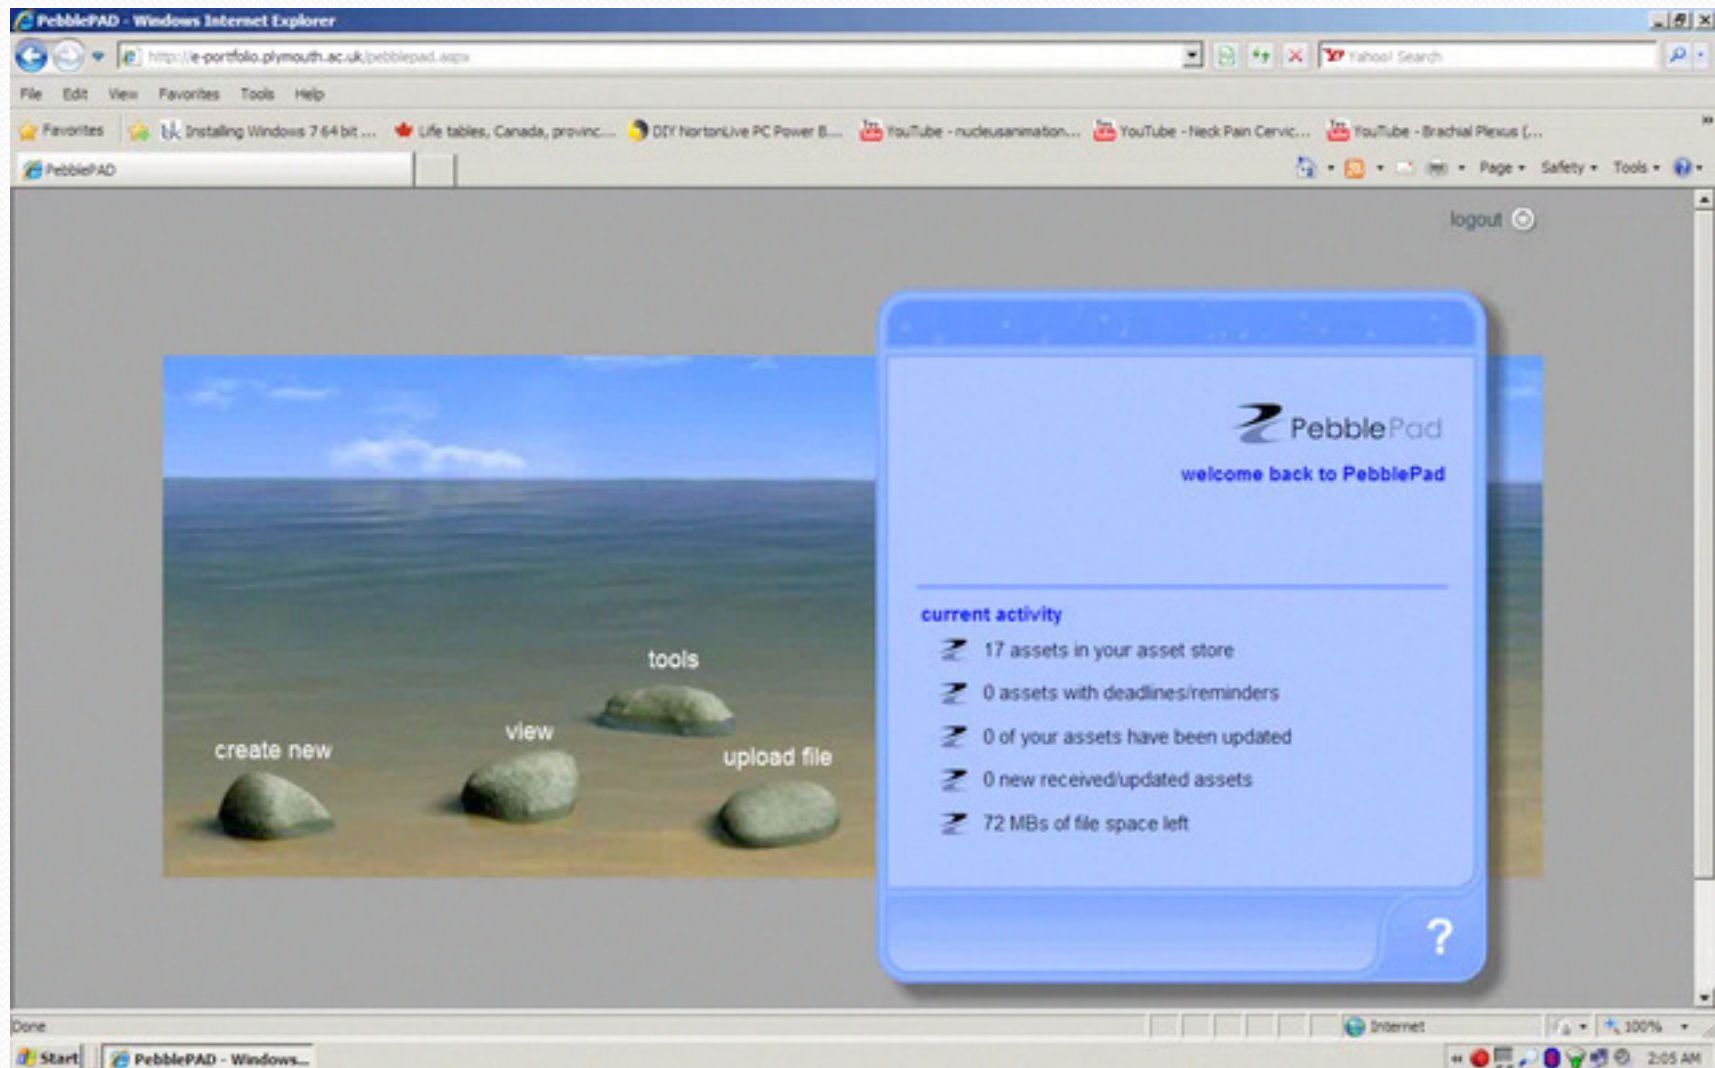 PebblePAD - Windows Internet Explorer
http://e-portfolio.plymouth.ac.uk/pebblepad.aspx
Yahoo! Search
File Edit View Favorites Tools Help
Favorites
Installing Windows 7 64 bit ...
Life tables, Canada, provinc...
DIY NortonLive PC Power B...
YouTube - nucleusanimation...
YouTube - Neck Pain Cervic...
YouTube - Brachial Plexus (...
PebblePAD
Page Safety Tools
logout
PebblePad
welcome back to PebblePad
current activity
17 assets in your asset store
0 assets with deadlines/reminders
0 of your assets have been updated
0 new received/updated assets
72 MBs of file space left
?
tools
view
create new
upload file
Done
Internet
100%
Start
PebblePAD - Windows...
2:05 AM